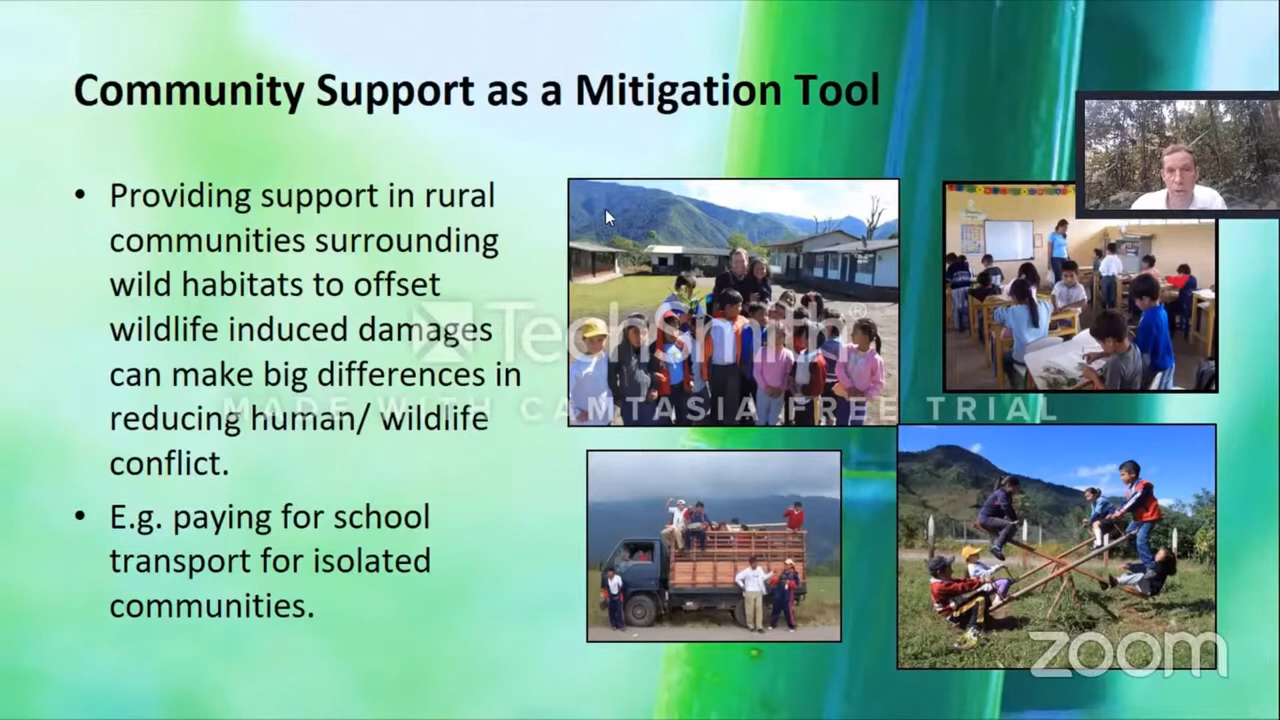 Community Support as a Mitigation Tool
• Providing support in rural
communities surrounding
wild habitats to offset
wildlife induced damages
can make big differences in
reducing human/ wildlife
conflict.
• E.g. paying for school
transport for isolated
communities.
TechSmith®
MADE WITH CAMTASIA FREE TRIAL
zoom